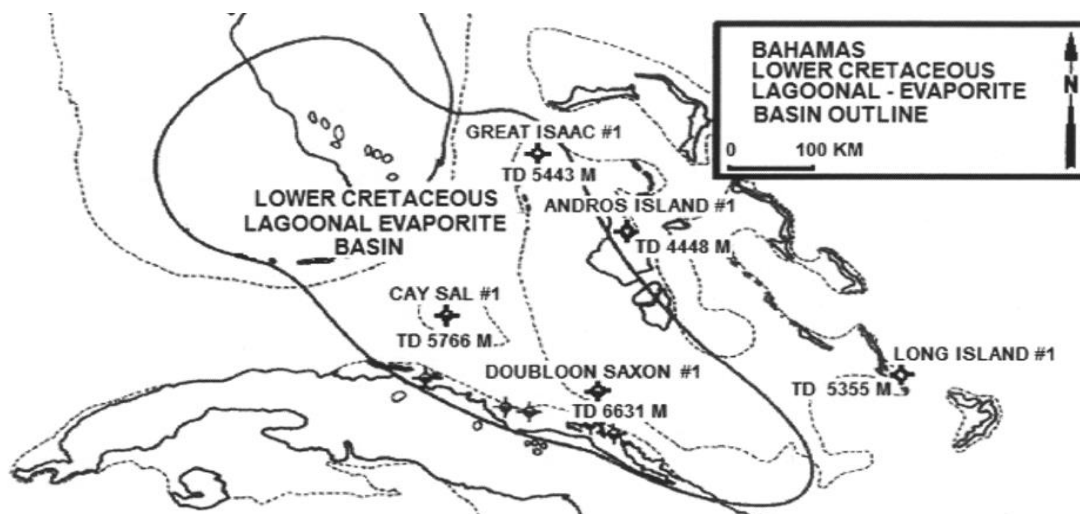 BAHAMAS
LOWER CRETACEOUS
LAGOONAL - EVAPORITE
BASIN OUTLINE
0 100 KM
N
GREAT ISAAC #1
TD 5443 M
LOWER CRETACEOUS
LAGOONAL EVAPORITE
BASIN
ANDROS ISLAND #1
TD 4448 M
CAY SAL #1
TD 5766 M
DOUBLOON SAXON #1
TD 6631 M
LONG ISLAND #1
TD 5355 M